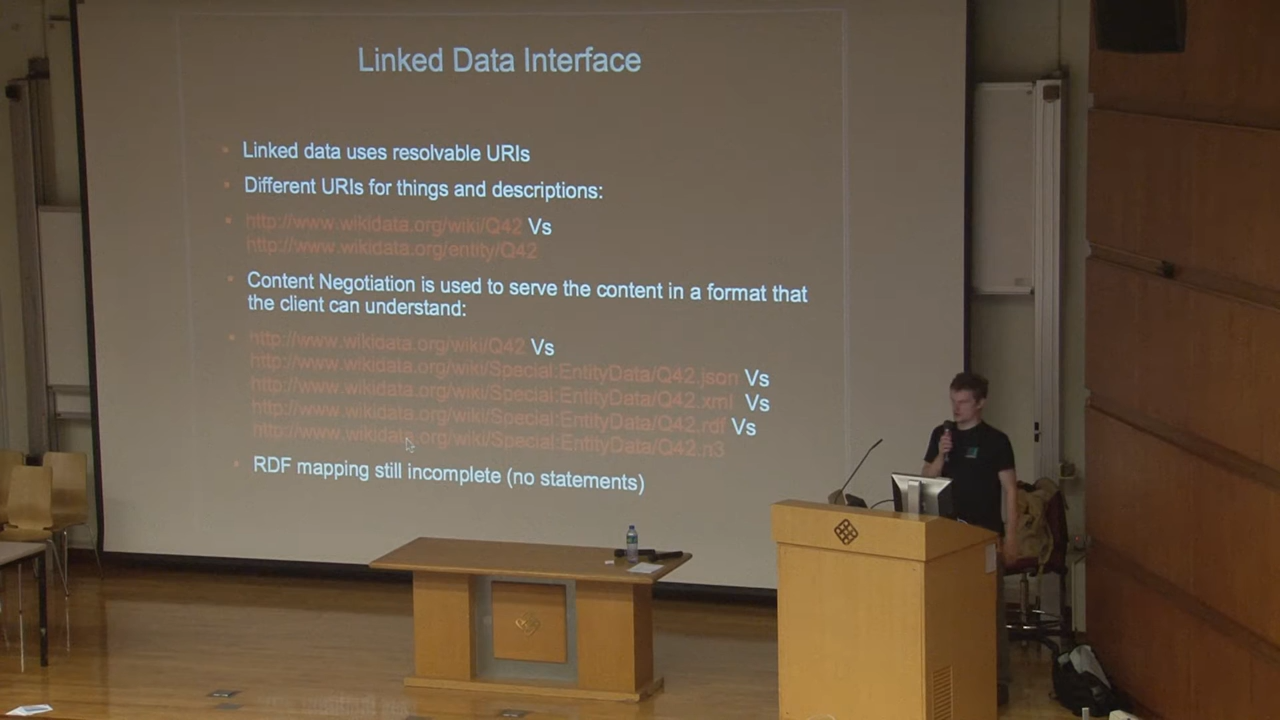 Linked Data Interface
Linked data uses resolvable URIs
Different URIs for things and descriptions:
http://www.wikidata.org/wiki/Q42 Vs
http://www.wikidata.org/entity/Q42
Content Negotiation is used to serve the content in a format that
the client can understand:
http://www.wikidata.org/wiki/Q42 Vs
http://www.wikidata.org/wiki/Special:EntityData/Q42.json Vs
http://www.wikidata.org/wiki/Special:EntityData/Q42.xml Vs
http://www.wikidata.org/wiki/Special:EntityData/Q42.rdf Vs
http://www.wikidata.org/wiki/Special:EntityData/Q42.n3
RDF mapping still incomplete (no statements)